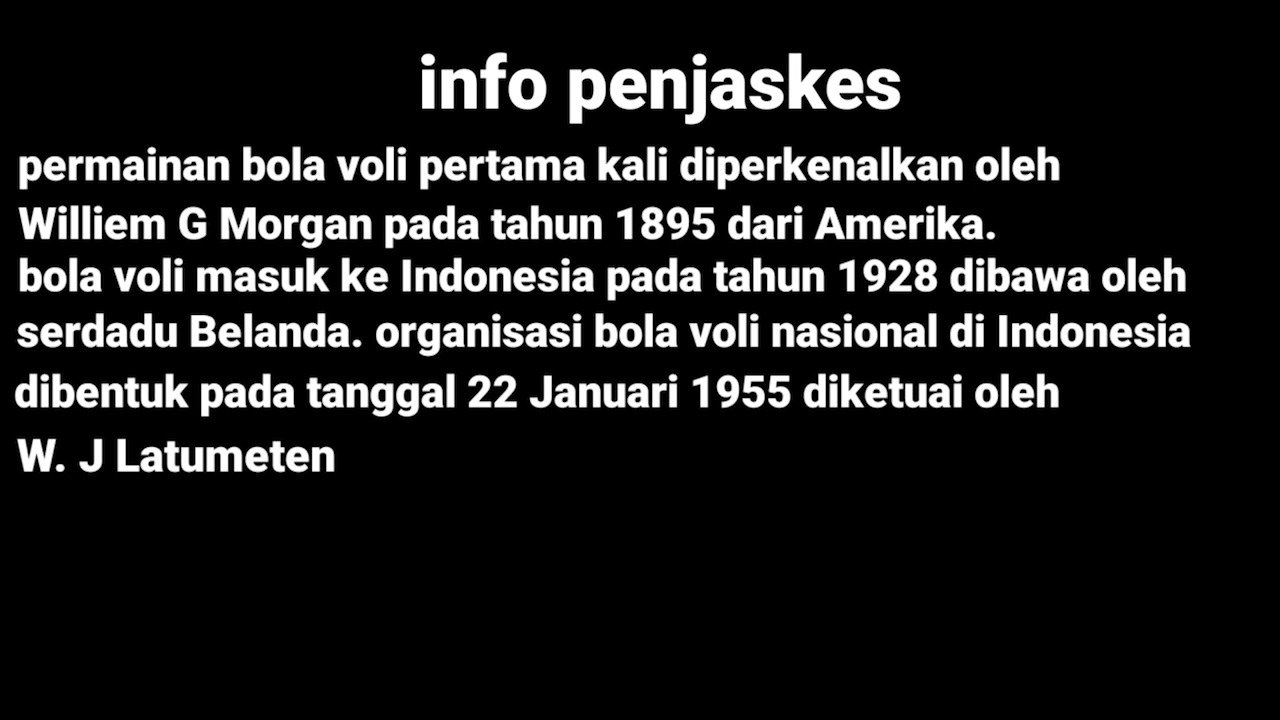 info penjaskes
permainan bola voli pertama kali diperkenalkan oleh
Williem G Morgan pada tahun 1895 dari Amerika.
bola voli masuk ke Indonesia pada tahun 1928 dibawa oleh
serdadu Belanda. organisasi bola voli nasional di Indonesia
dibentuk pada tanggal 22 Januari 1955 diketuai oleh
W. J Latumeten